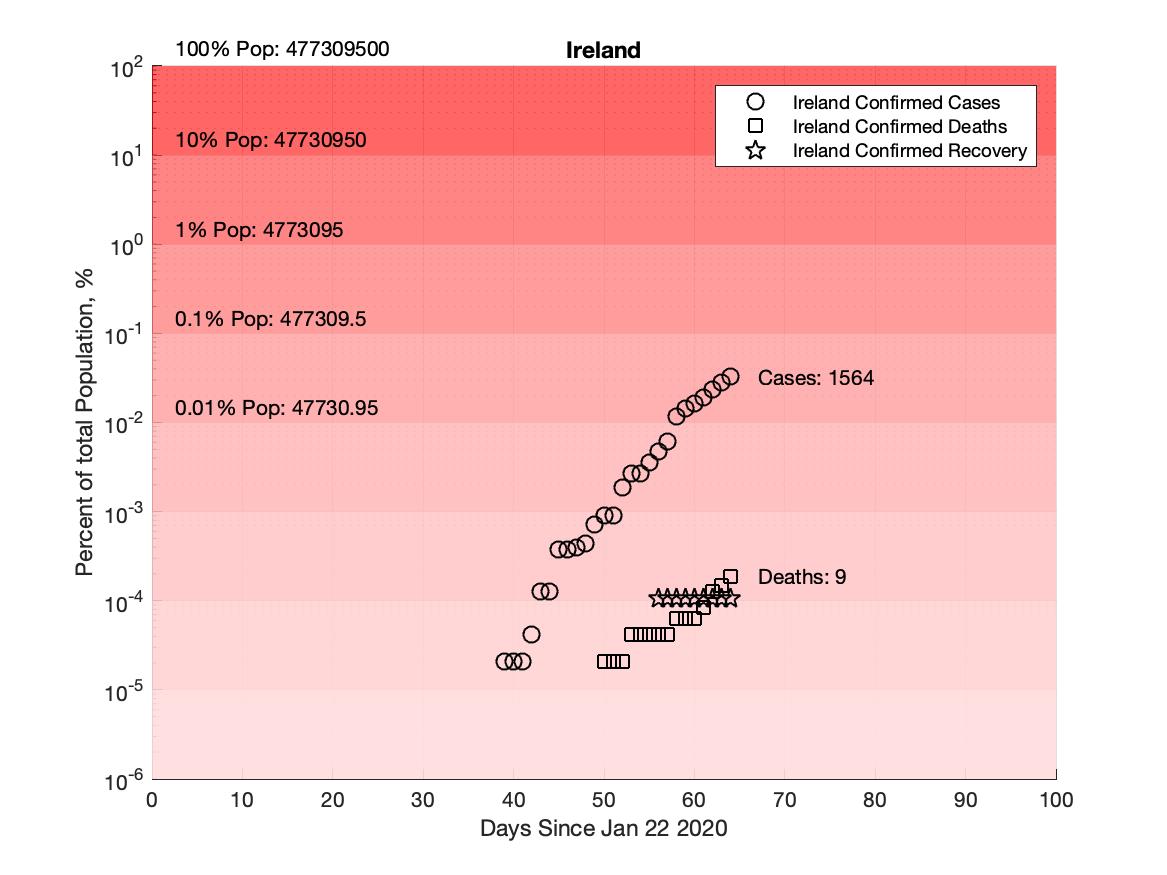 100% Pop: 477309500
Ireland
10^2
10% Pop: 47730950
10^1
1% Pop: 4773095
10^0
0.1% Pop: 477309.5
10^-1
0.01% Pop: 47730.95
10^-2
10^-3
10^-4
10^-5
10^-6
Percent of total Population, %
Ireland Confirmed Cases
Ireland Confirmed Deaths
Ireland Confirmed Recovery
Cases: 1564
Deaths: 9
0 10 20 30 40 50 60 70 80 90 100
Days Since Jan 22 2020